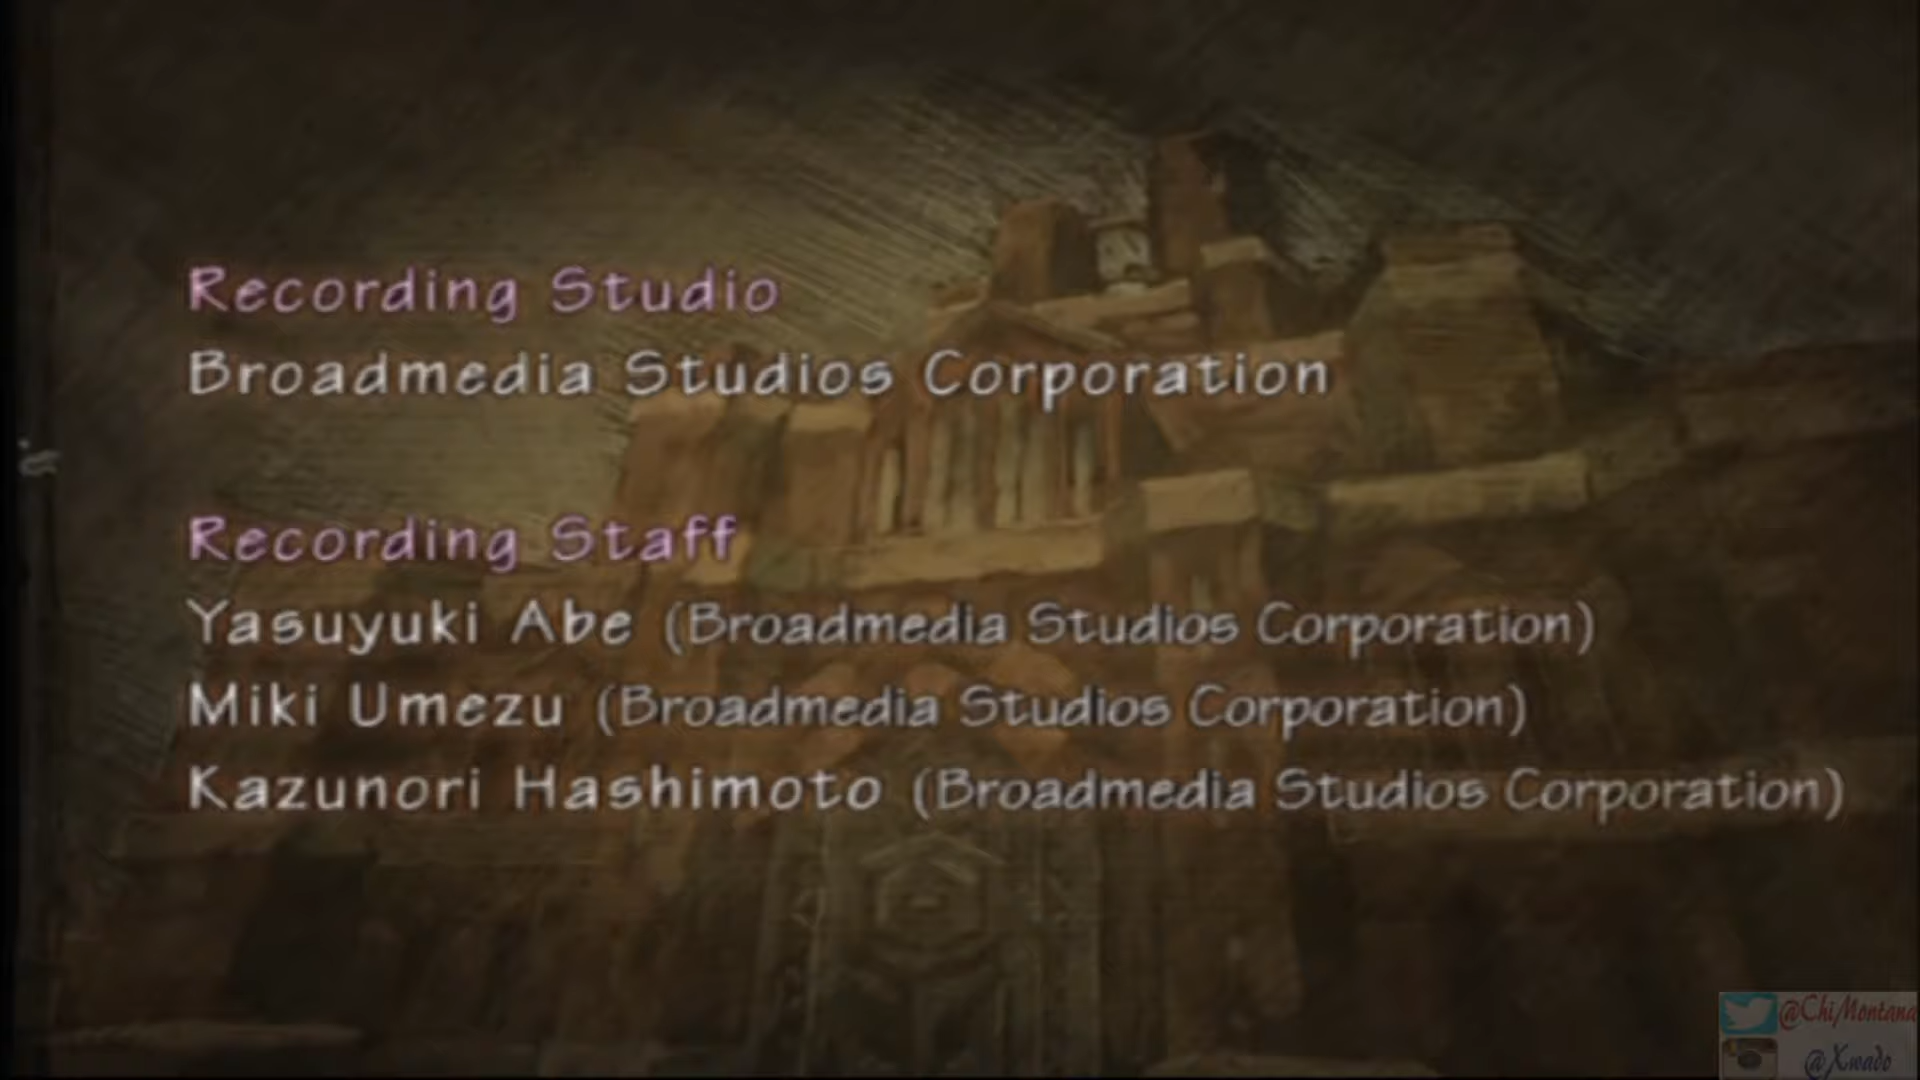 Recording Studio
Broadmedia Studios Corporation
Recording Staff
Yasuyuki Abe (Broadmedia Studios Corporation)
Miki Umezu (Broadmedia Studios Corporation)
Kazunori Hashimoto (Broadmedia Studios Corporation)
@ChiMontana
@Xwado